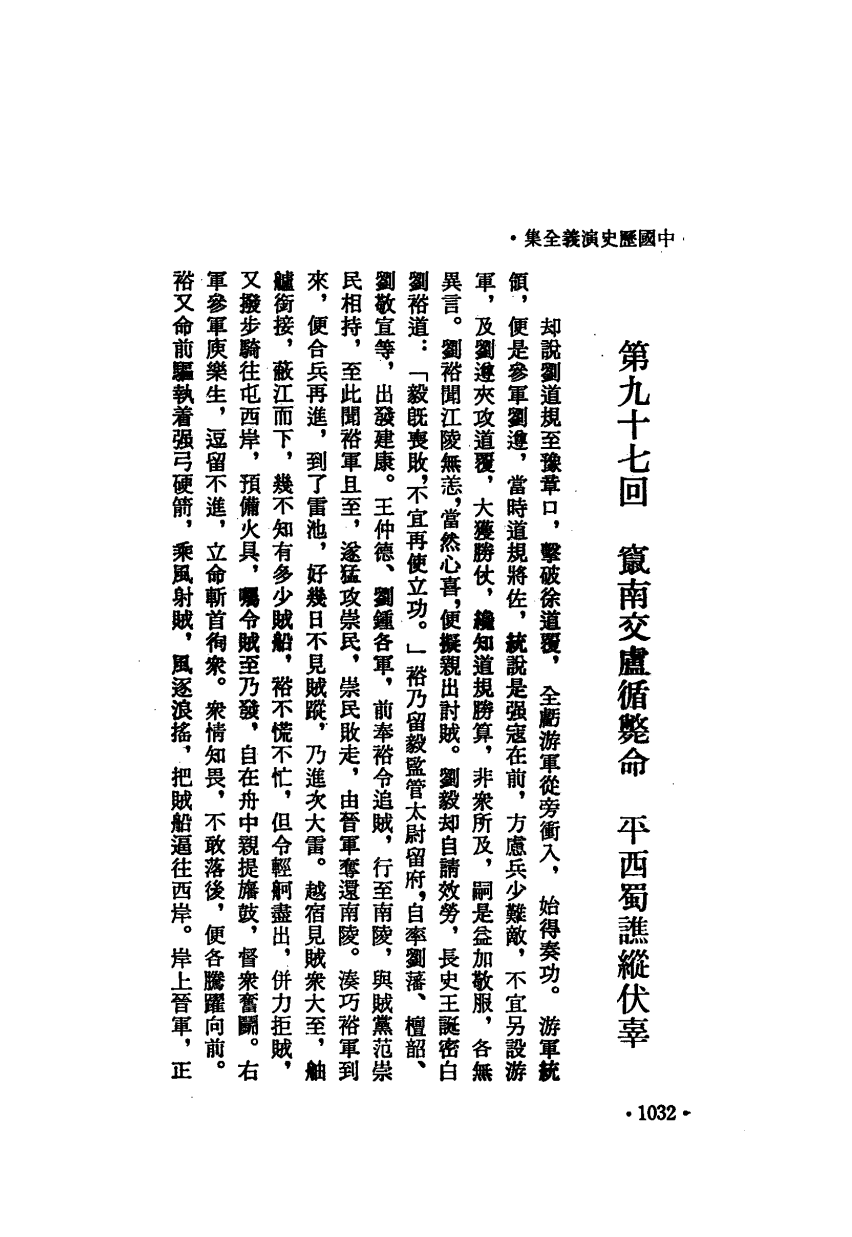 ·中國歷史演義全集·
第九十七回　竄南交盧循斃命　平西蜀譙縱伏辜
却說劉道規至豫章口，擊破徐道覆，全虧游軍從旁衝入，始得奏功。游軍統
領，便是參軍劉遵，當時道規將佐，統說是强寇在前，方慮兵少難敵，不宜另設游
軍，及劉遵夾攻道覆，大獲勝仗，纔知道規勝算，非衆所及，嗣是益加敬服，各無
異言。劉裕聞江陵無恙，當然心喜，便擬親出討賊。劉毅却自請效勞，長史王誕密白
劉裕道：「毅旣喪敗，不宜再使立功。」裕乃留毅監管太尉留府，自率劉藩、檀韶、
劉敬宣等，出發建康。王仲德、劉鍾各軍，前奉裕令追賊，行至南陵，與賊黨范崇
民相持，至此聞裕軍且至，遂猛攻崇民，崇民敗走，由晉軍奪還南陵。湊巧裕軍到
來，便合兵再進，到了雷池，好幾日不見賊蹤，乃進次大雷。越宿見賊衆大至，舳
艫銜接，蔽江而下，幾不知有多少賊船，裕不慌不忙，但令輕舸盡出，併力拒賊，
又撥步騎往屯西岸，預備火具，囑令賊至乃發，自在舟中親提旛鼓，督衆奮鬭。右
軍參軍庾樂生，逗留不進，立命斬首徇衆。衆情知畏，不敢落後，便各騰躍向前。
裕又命前驅執着强弓硬箭，乘風射賊，風逐浪搖，把賊船逼往西岸。岸上晉軍，正
·1032·